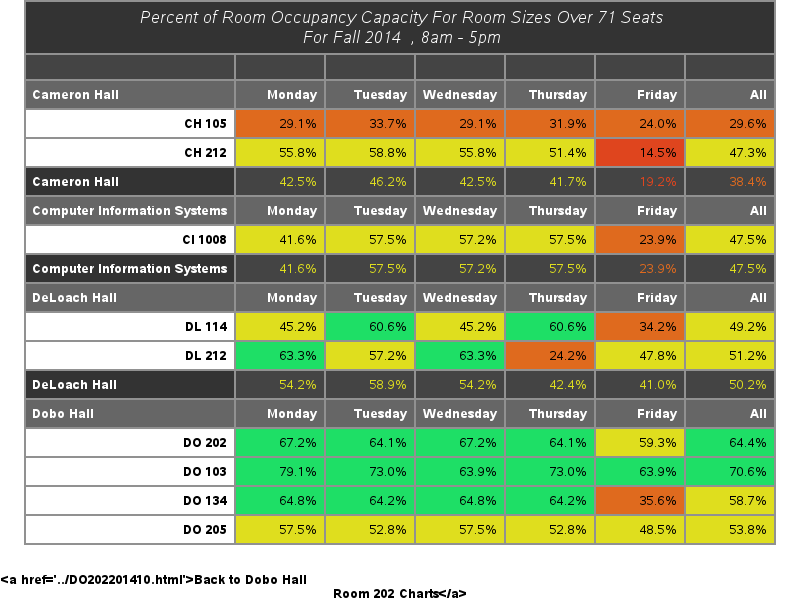 Percent of Room Occupancy Capacity For Room Sizes Over 71 Seats
For Fall 2014 , 8am - 5pm
Cameron Hall Monday Tuesday Wednesday Thursday Friday All
CH 105 29.1% 33.7% 29.1% 31.9% 24.0% 29.6%
CH 212 55.8% 58.8% 55.8% 51.4% 14.5% 47.3%
Cameron Hall 42.5% 46.2% 42.5% 41.7% 19.2% 38.4%
Computer Information Systems Monday Tuesday Wednesday Thursday Friday All
CI 1008 41.6% 57.5% 57.2% 57.5% 23.9% 47.5%
Computer Information Systems 41.6% 57.5% 57.2% 57.5% 23.9% 47.5%
DeLoach Hall Monday Tuesday Wednesday Thursday Friday All
DL 114 45.2% 60.6% 45.2% 60.6% 34.2% 49.2%
DL 212 63.3% 57.2% 63.3% 24.2% 47.8% 51.2%
DeLoach Hall 54.2% 58.9% 54.2% 42.4% 41.0% 50.2%
Dobo Hall Monday Tuesday Wednesday Thursday Friday All
DO 202 67.2% 64.1% 67.2% 64.1% 59.3% 64.4%
DO 103 79.1% 73.0% 63.9% 73.0% 63.9% 70.6%
DO 134 64.8% 64.2% 64.8% 64.2% 35.6% 58.7%
DO 205 57.5% 52.8% 57.5% 52.8% 48.5% 53.8%
<a href='../DO202201410.html'>Back to Dobo Hall
Room 202 Charts</a>